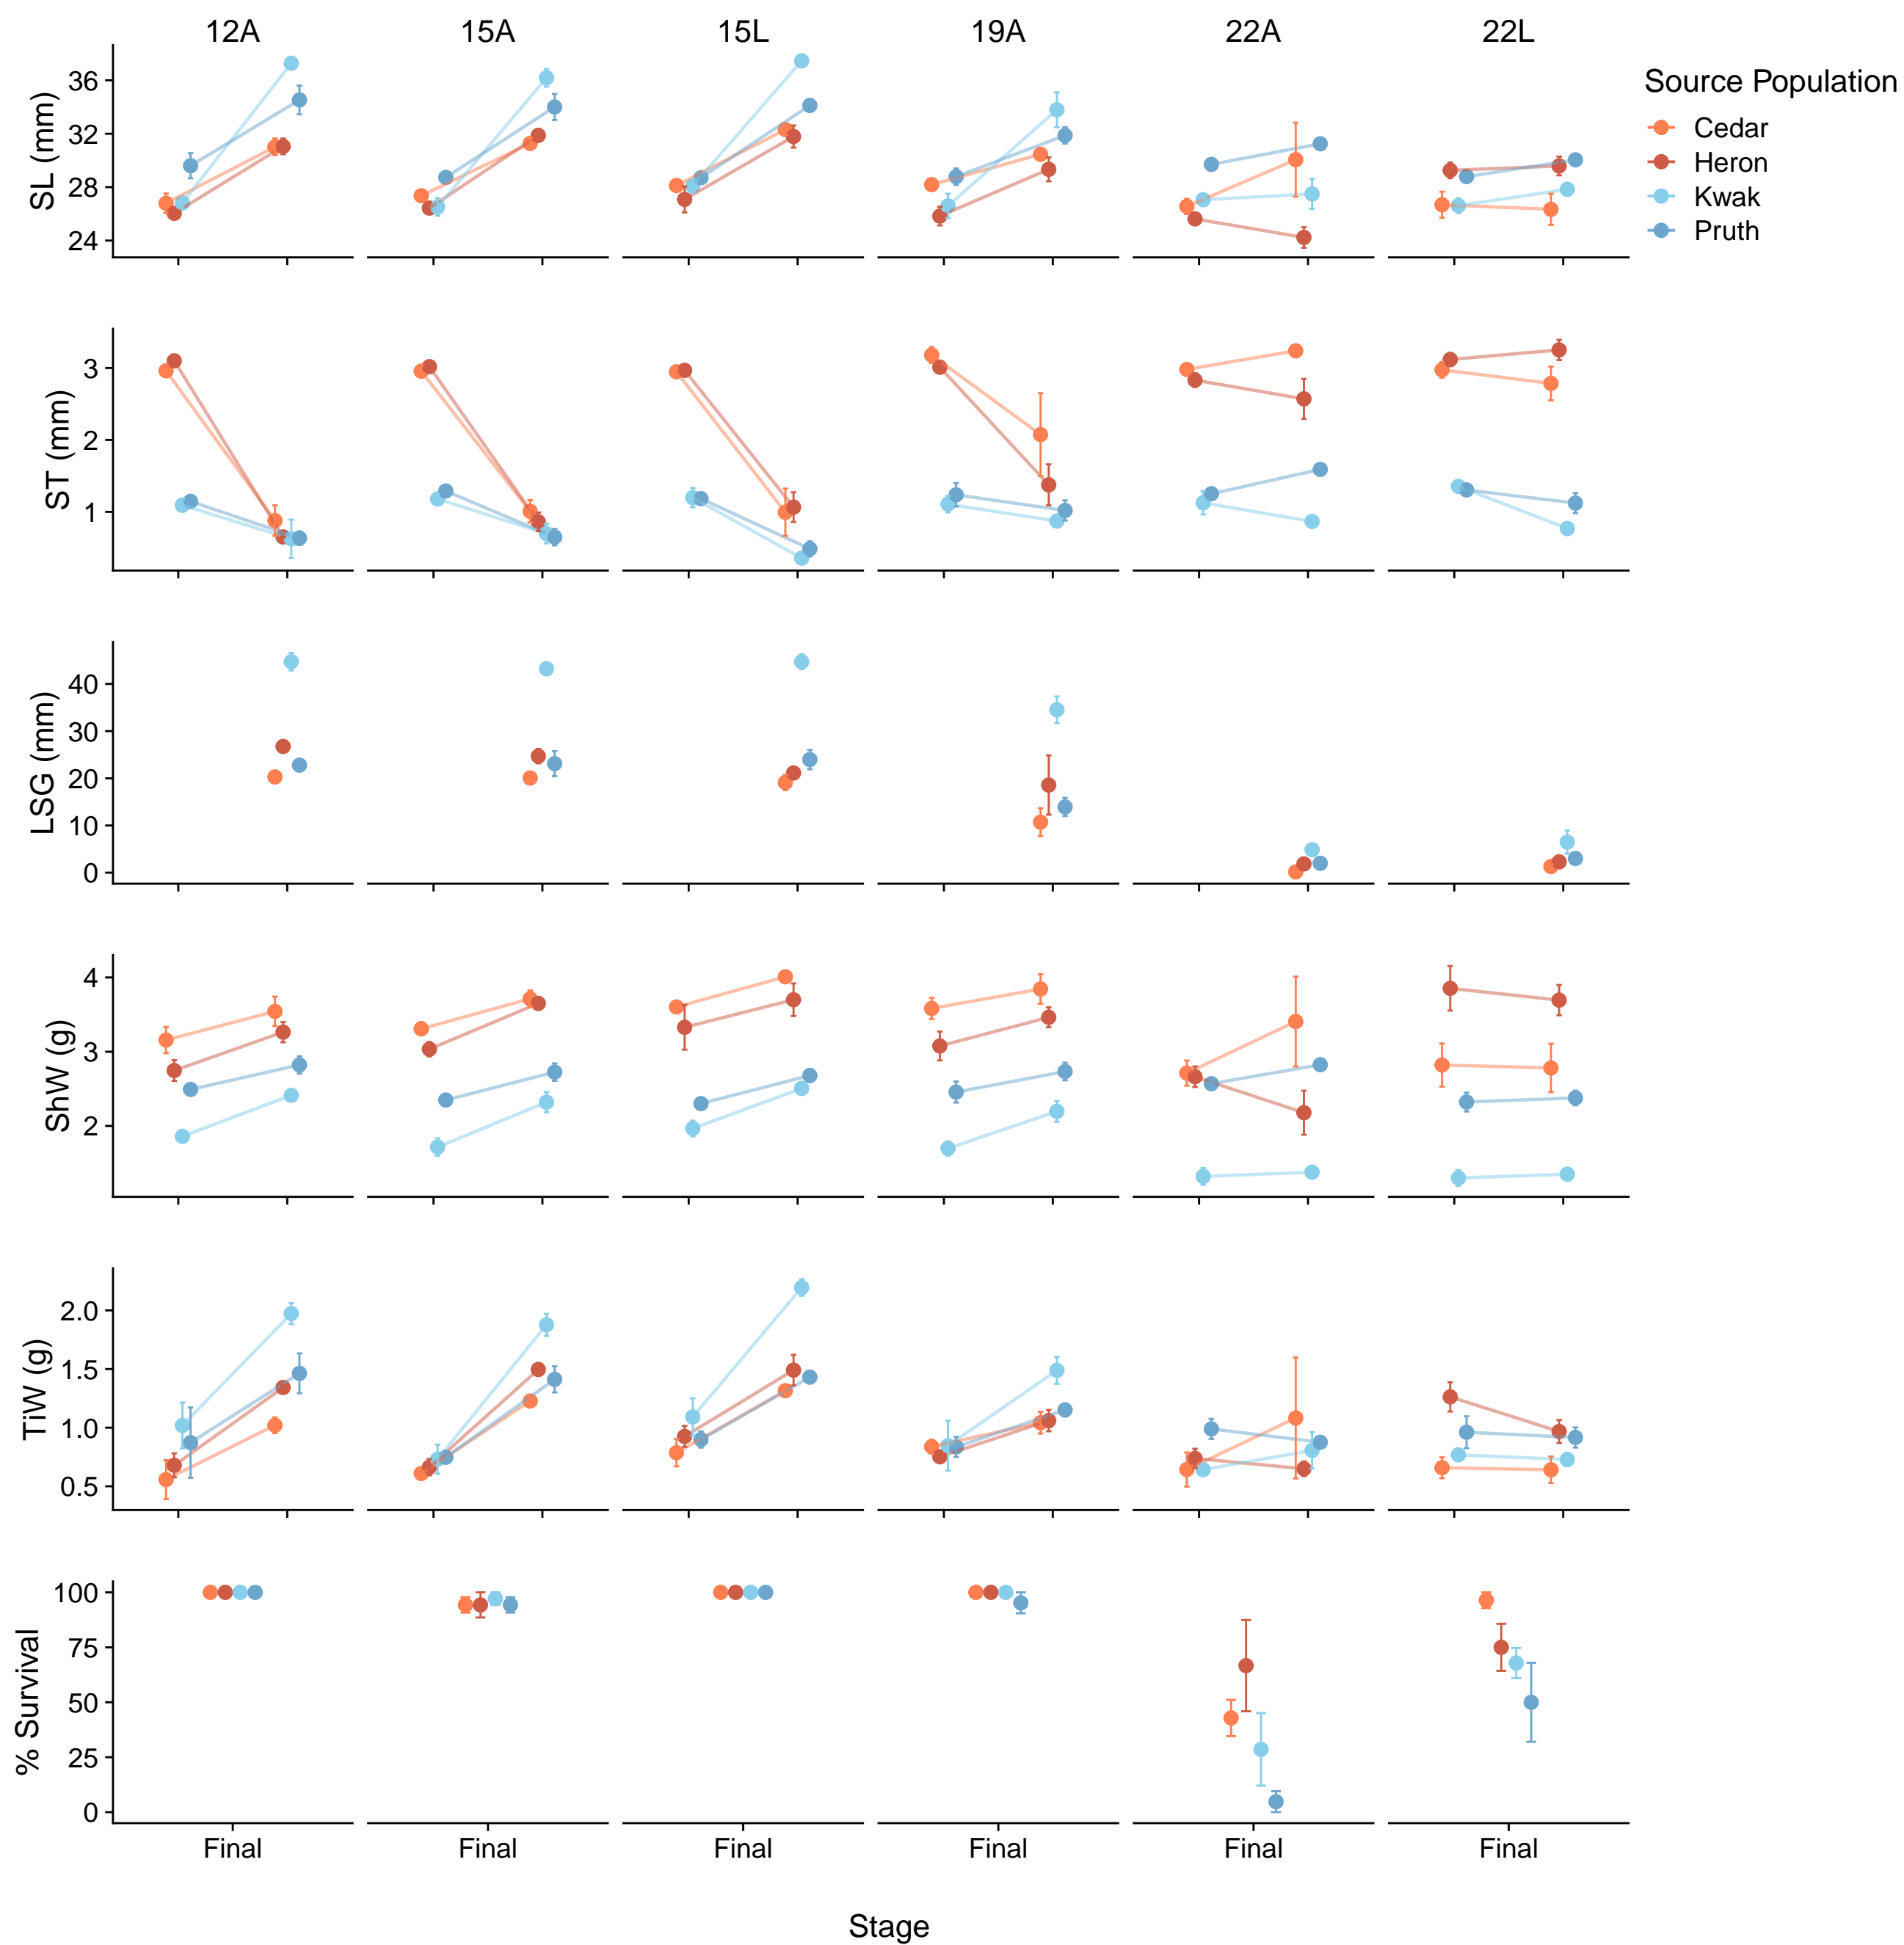 12A 15A 15L 19A 22A 22L
SL (mm)
36
32
28
24
Source Population
Cedar
Heron
Kwak
Pruth
ST (mm)
3
2
1
LSG (mm)
40
30
20
10
0
ShW (g)
4
3
2
TiW (g)
2.0
1.5
1.0
0.5
% Survival
100
75
50
25
0
Final Final Final Final Final Final
Stage